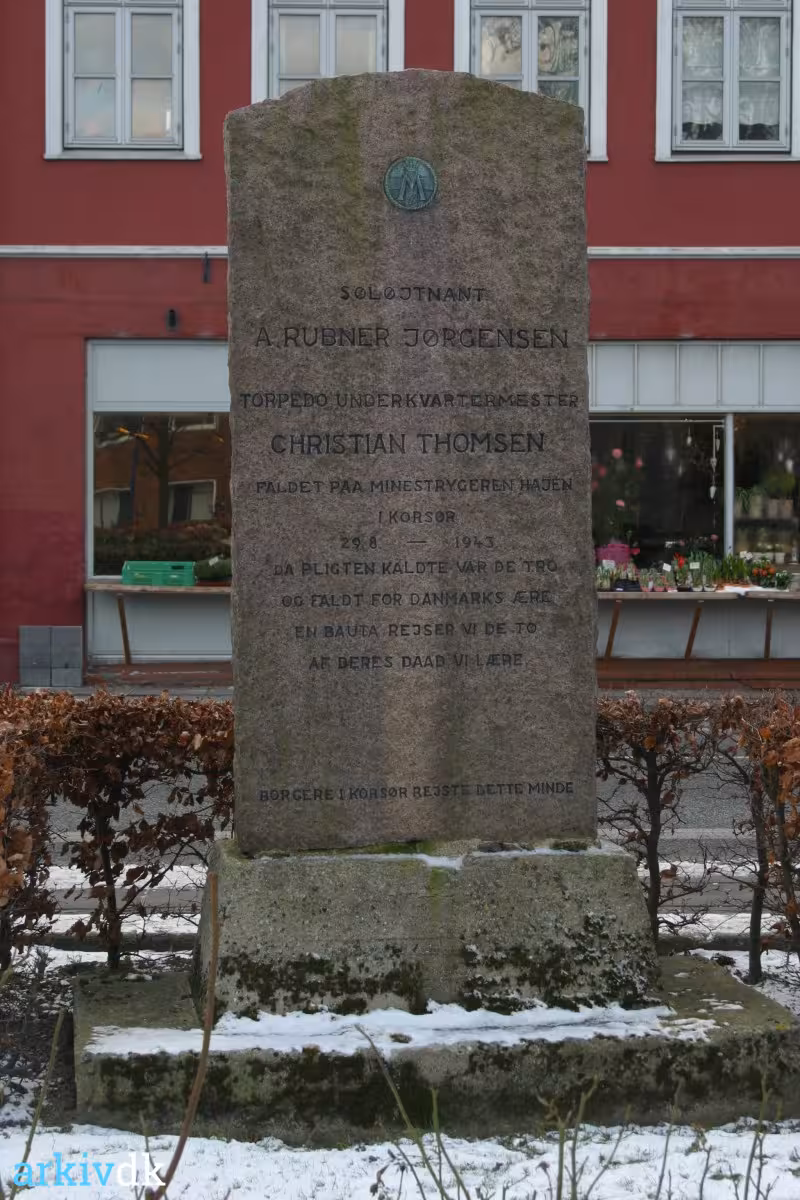 SØLØJTNANT
A. RUBNER JØRGENSEN
TORPEDO UNDERKVARTERMESTER
CHRISTIAN THOMSEN
FALDET PAA MINESTRYGEREN HAJEN
I KORSØR
29.8. — 1943
DA PLIGTEN KALDTE VAR DE TRO
OG FALDT FOR DANMARKS ÆRE
EN BAUTA REJSER VI DE TO
AF DERES DAAD VI LÆRE
BORGERE I KORSØR REJSTE DETTE MINDE
arkivdk